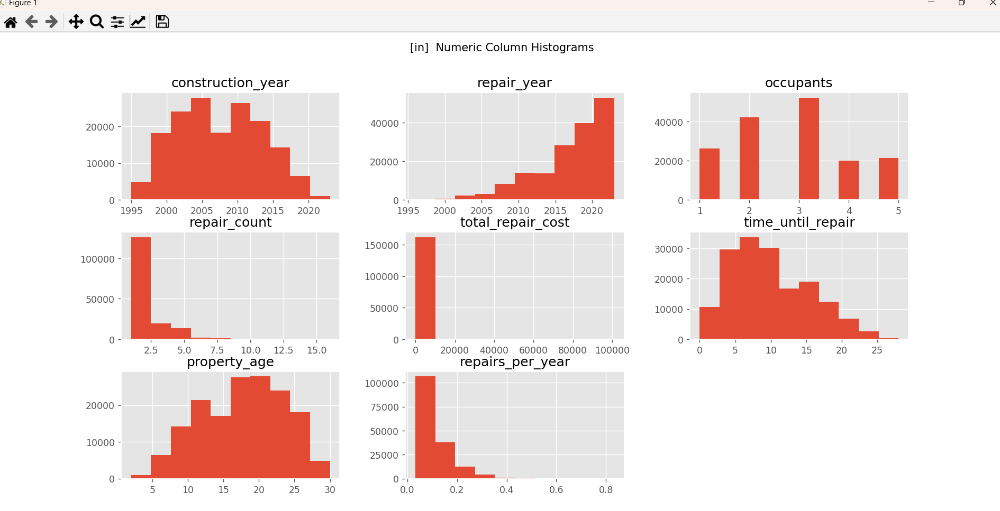 Figure 1
[in]  Numeric Column Histograms
construction_year
repair_year
occupants
20000
10000
0
1995 2000 2005 2010 2015 2020
40000
20000
0
1995 2000 2005 2010 2015 2020
40000
20000
0
1 2 3 4 5
repair_count
total_repair_cost
time_until_repair
100000
50000
0
2.5 5.0 7.5 10.0 12.5 15.0
150000
100000
50000
0
0 20000 40000 60000 80000 100000
30000
20000
10000
0
0 5 10 15 20 25
property_age
repairs_per_year
20000
10000
0
5 10 15 20 25 30
100000
75000
50000
25000
0
0.0 0.2 0.4 0.6 0.8